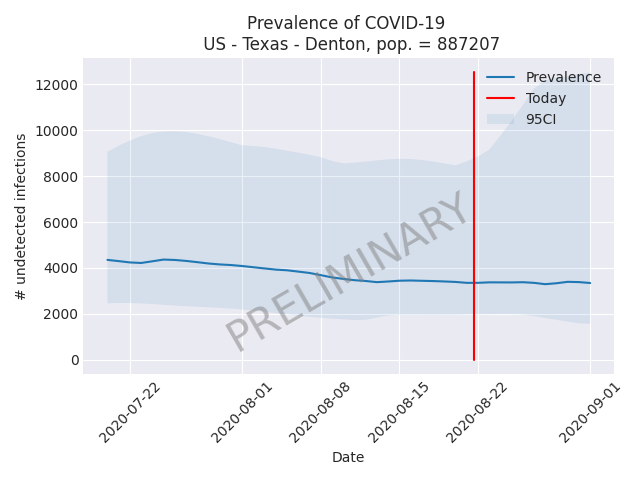 Prevalence of COVID-19
US - Texas - Denton, pop. = 887207
Prevalence
Today
95CI
12000
10000
8000
6000
4000
2000
0
# undetected infections
PRELIMINARY
2020-07-22
2020-08-01
2020-08-08
2020-08-15
2020-08-22
2020-09-01
Date